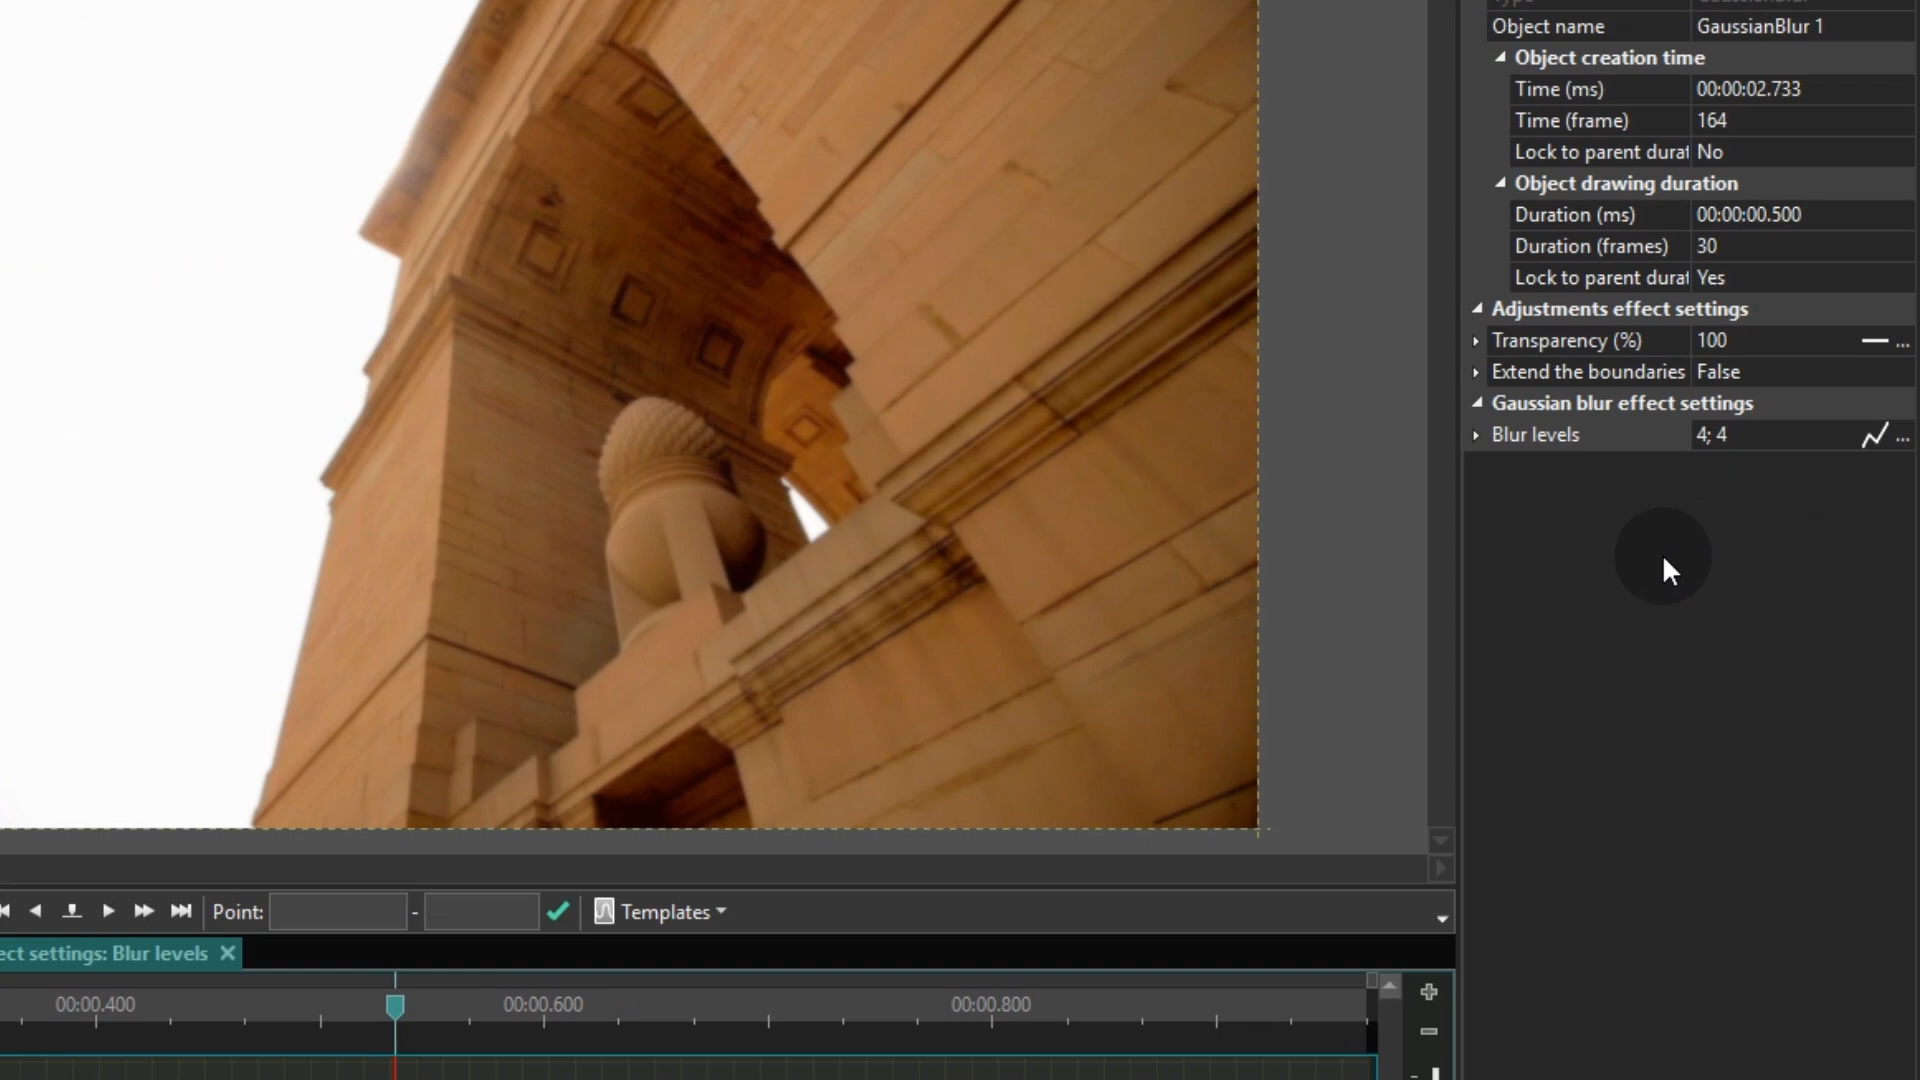 Object name GaussianBlur 1
Object creation time
Time (ms) 00:00:02.733
Time (frame) 164
Lock to parent durat No
Object drawing duration
Duration (ms) 00:00:00.500
Duration (frames) 30
Lock to parent durat Yes
Adjustments effect settings
Transparency (%) 100 ...
Extend the boundaries False
Gaussian blur effect settings
Blur levels 4; 4 ...
Point: - Templates
ect settings: Blur levels
00:00.400 00:00.600 00:00.800